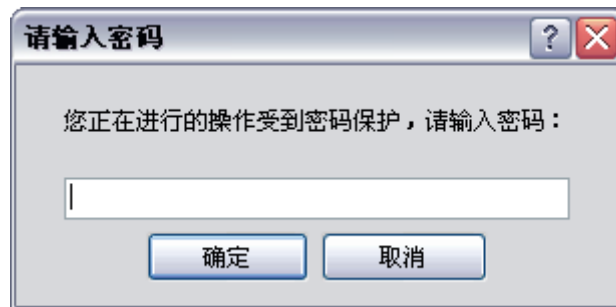 请输入密码
您正在进行的操作受到密码保护，请输入密码：
确定
取消